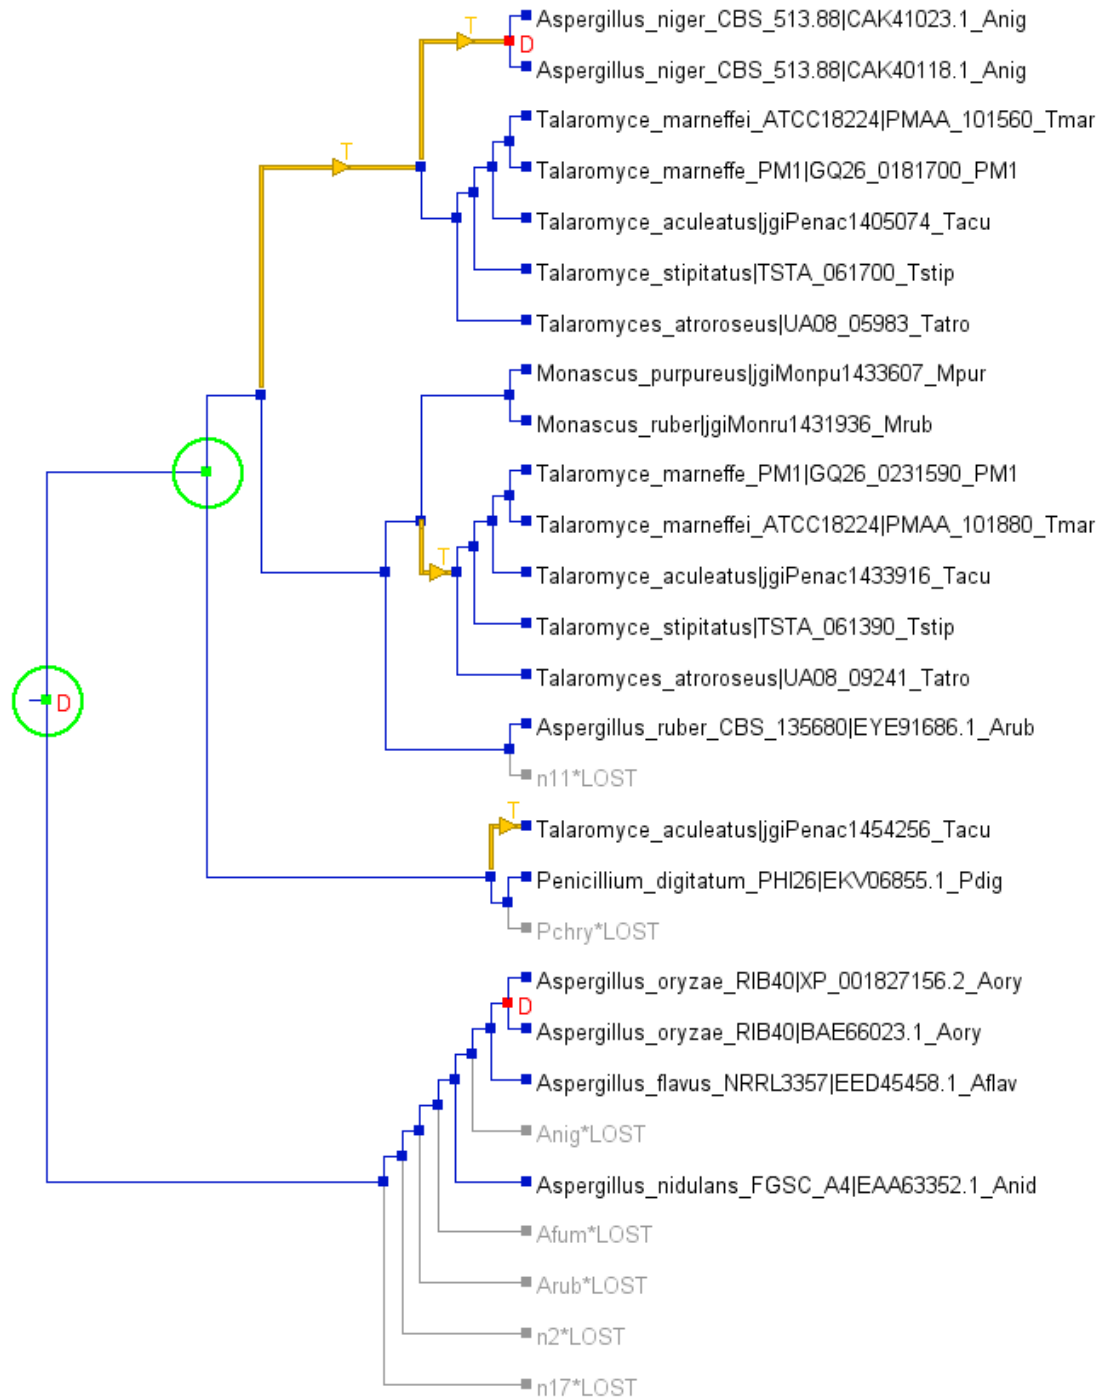 T
Aspergillus_niger_CBS_513.88|CAK41023.1_Anig
D
Aspergillus_niger_CBS_513.88|CAK40118.1_Anig
Talaromyce_marneffei_ATCC18224|PMAA_101560_Tmar
T
Talaromyce_marneffe_PM1|GQ26_0181700_PM1
Talaromyce_aculeatus|jgiPenac1405074_Tacu
Talaromyce_stipitatus|TSTA_061700_Tstip
Talaromyces_atroroseus|UA08_05983_Tatro
Monascus_purpureus|jgiMonpu1433607_Mpur
Monascus_ruber|jgiMonru1431936_Mrub
Talaromyce_marneffe_PM1|GQ26_0231590_PM1
Talaromyce_marneffei_ATCC18224|PMAA_101880_Tmar
T
Talaromyce_aculeatus|jgiPenac1433916_Tacu
Talaromyce_stipitatus|TSTA_061390_Tstip
Talaromyces_atroroseus|UA08_09241_Tatro
D
Aspergillus_ruber_CBS_135680|EYE91686.1_Arub
n11*LOST
T
Talaromyce_aculeatus|jgiPenac1454256_Tacu
Penicillium_digitatum_PHI26|EKV06855.1_Pdig
Pchry*LOST
Aspergillus_oryzae_RIB40|XP_001827156.2_Aory
D
Aspergillus_oryzae_RIB40|BAE66023.1_Aory
Aspergillus_flavus_NRRL3357|EED45458.1_Aflav
Anig*LOST
Aspergillus_nidulans_FGSC_A4|EAA63352.1_Anid
Afum*LOST
Arub*LOST
n2*LOST
n17*LOST